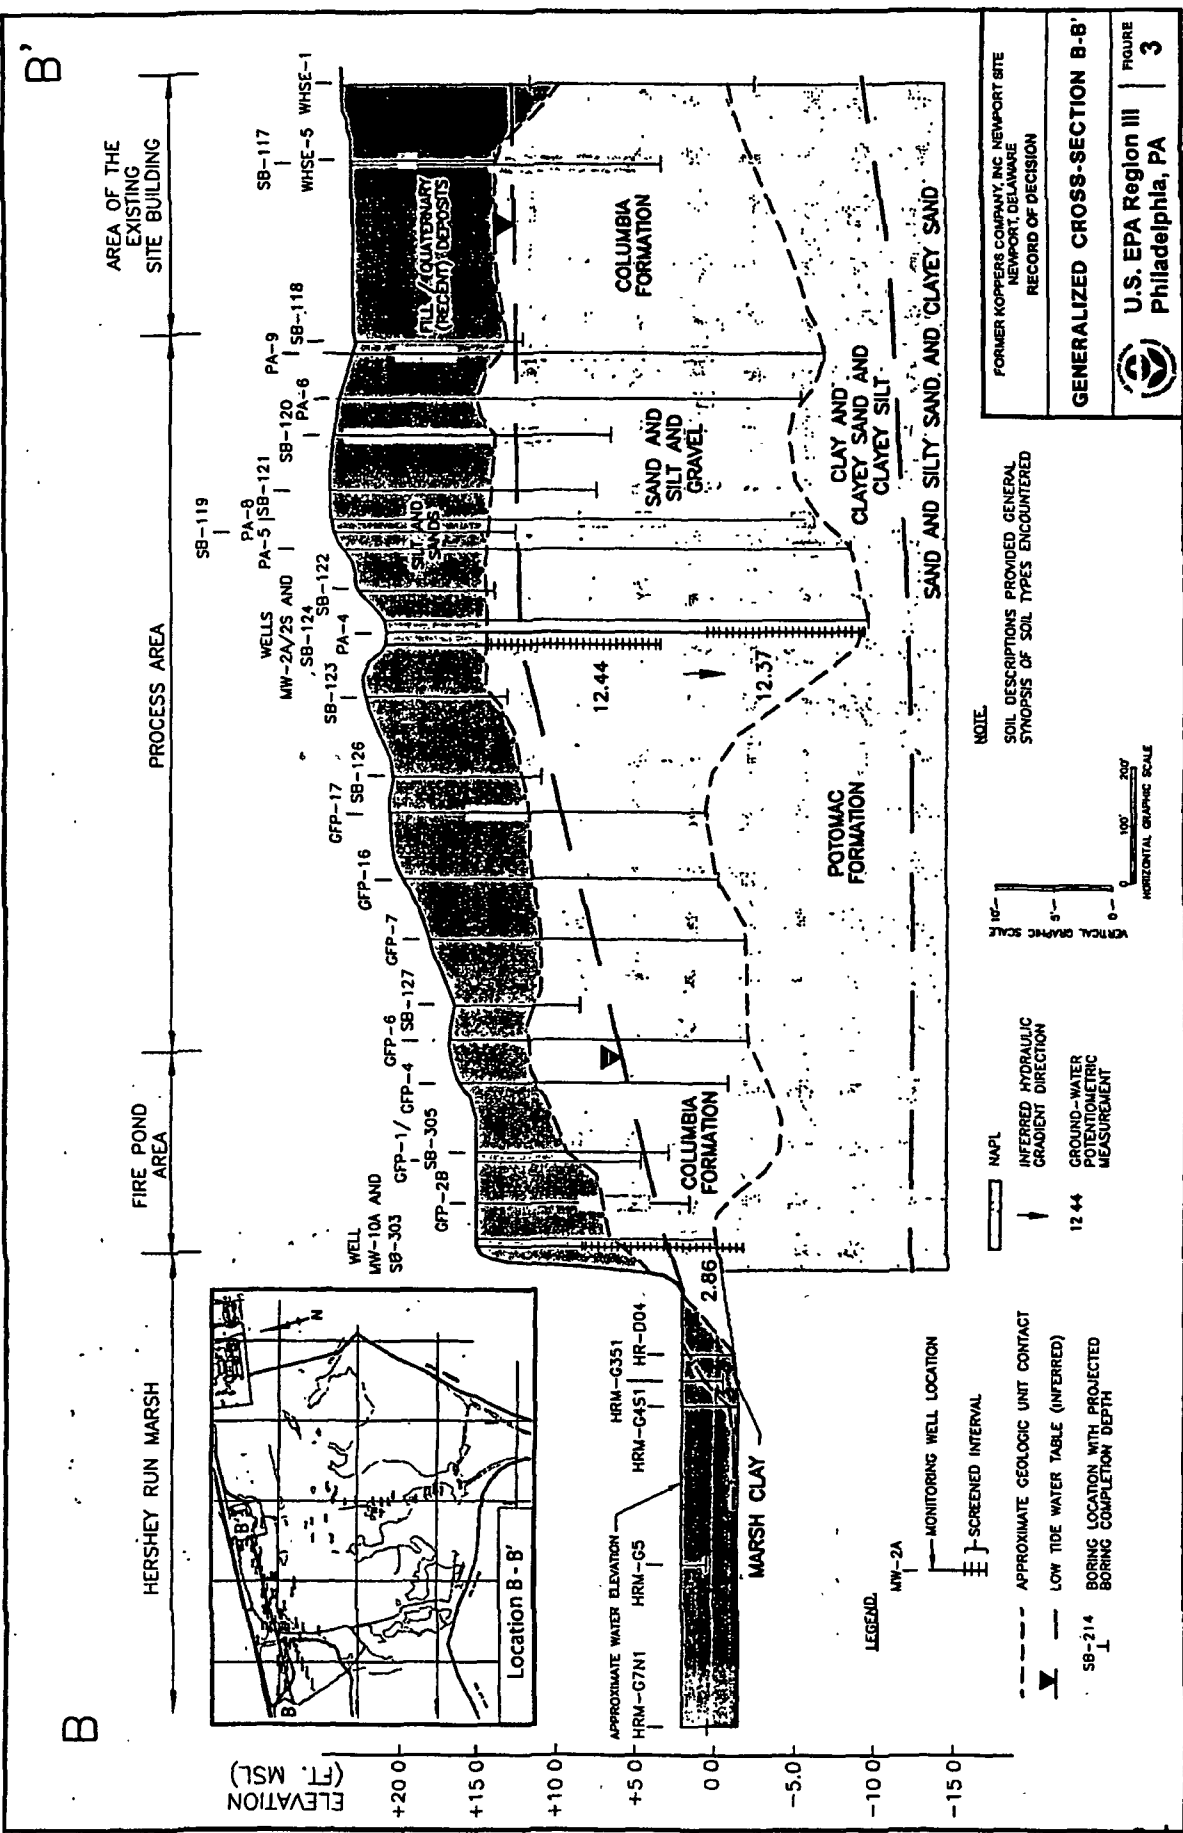 B
B'
HERSHEY RUN MARSH
FIRE POND
AREA
PROCESS AREA
AREA OF THE
EXISTING
SITE BUILDING
ELEVATION
(FT. MSL)
+20 0
+15 0
+10 0
+5 0
0 0
-5.0
-10 0
-15 0
N
B
B'
Location B - B'
APPROXIMATE WATER ELEVATION
HRM-G7N1
HRM-G5
HRM-G4S1
HRM-G351
HR-D04
WELL
MW-10A AND
SB-303
GFP-2B
GFP-1/
SB-305
GFP-4
GFP-6
SB-127
GFP-7
GFP-16
GFP-17
SB-126
SB-123
WELLS
MW-2A/2S AND
SB-124
PA-4
SB-122
SB-119
PA-8
PA-5
SB-121
SB-120
PA-6
PA-9
SB-118
SB-117
WHSE-5
WHSE-1
FILL / (QUATERNARY
(RECENT) DEPOSITS
SILT AND
SANDS
COLUMBIA
FORMATION
SAND AND
SILT AND
GRAVEL
12.44
12.37
2.86
COLUMBIA
FORMATION
MARSH CLAY
POTOMAC
FORMATION
CLAY AND
CLAYEY SAND AND
CLAYEY SILT
SAND AND SILTY SAND AND CLAYEY SAND
LEGEND
MW-2A
MONITORING WELL LOCATION
SCREENED INTERVAL
APPROXIMATE GEOLOGIC UNIT CONTACT
LOW TIDE WATER TABLE (INFERRED)
SB-214
BORING LOCATION WITH PROJECTED
BORING COMPLETION DEPTH
NAPL
INFERRED HYDRAULIC
GRADIENT DIRECTION
12 44
GROUND-WATER
POTENTIOMETRIC
MEASUREMENT
VERTICAL GRAPHIC SCALE
10'
5'
0
0
100'
200'
HORIZONTAL GRAPHIC SCALE
NOTE.
SOIL DESCRIPTIONS PROVIDED GENERAL
SYNOPSIS OF SOIL TYPES ENCOUNTERED
FORMER KOPPERS COMPANY, INC NEWPORT SITE
NEWPORT, DELAWARE
RECORD OF DECISION
GENERALIZED CROSS-SECTION B-B'
U.S. EPA Region III
Philadelphia, PA
FIGURE
3